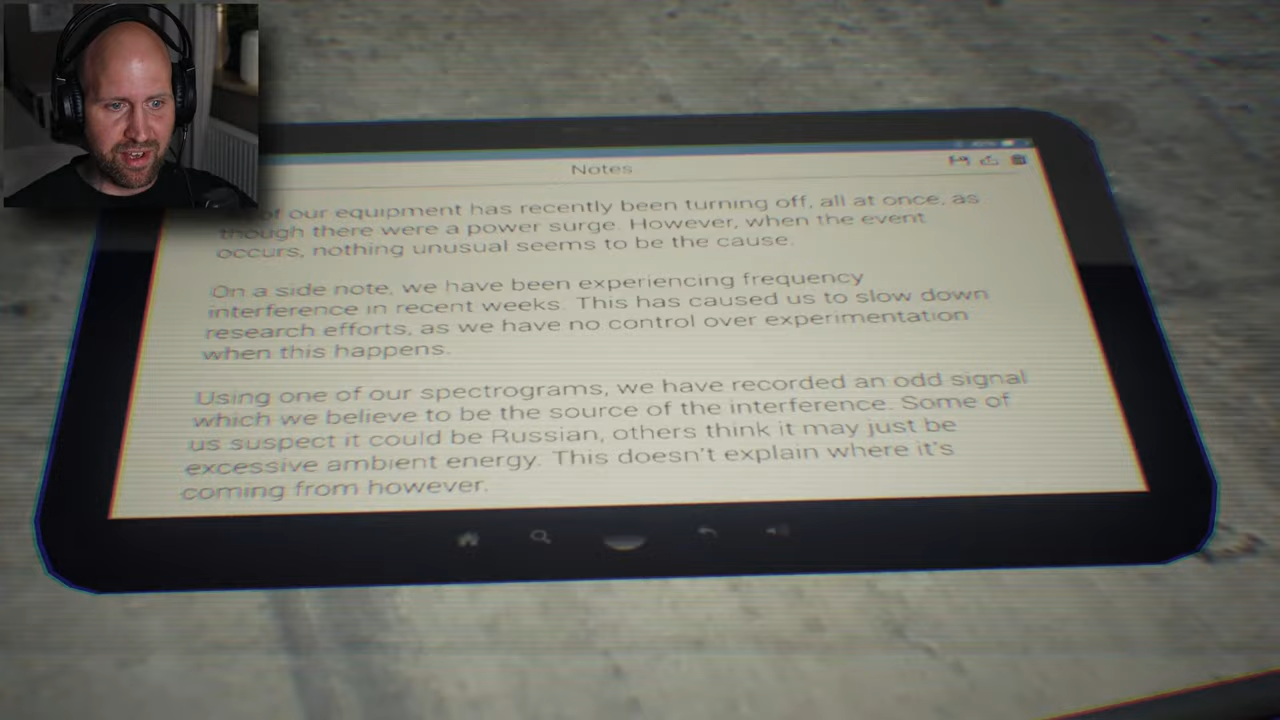 Notes
of our equipment has recently been turning off, all at once, as
though there were a power surge. However, when the event
occurs, nothing unusual seems to be the cause.
On a side note, we have been experiencing frequency
interference in recent weeks. This has caused us to slow down
research efforts, as we have no control over experimentation
when this happens.
Using one of our spectrograms, we have recorded an odd signal
which we believe to be the source of the interference. Some of
us suspect it could be Russian, others think it may just be
excessive ambient energy. This doesn't explain where it's
coming from however.